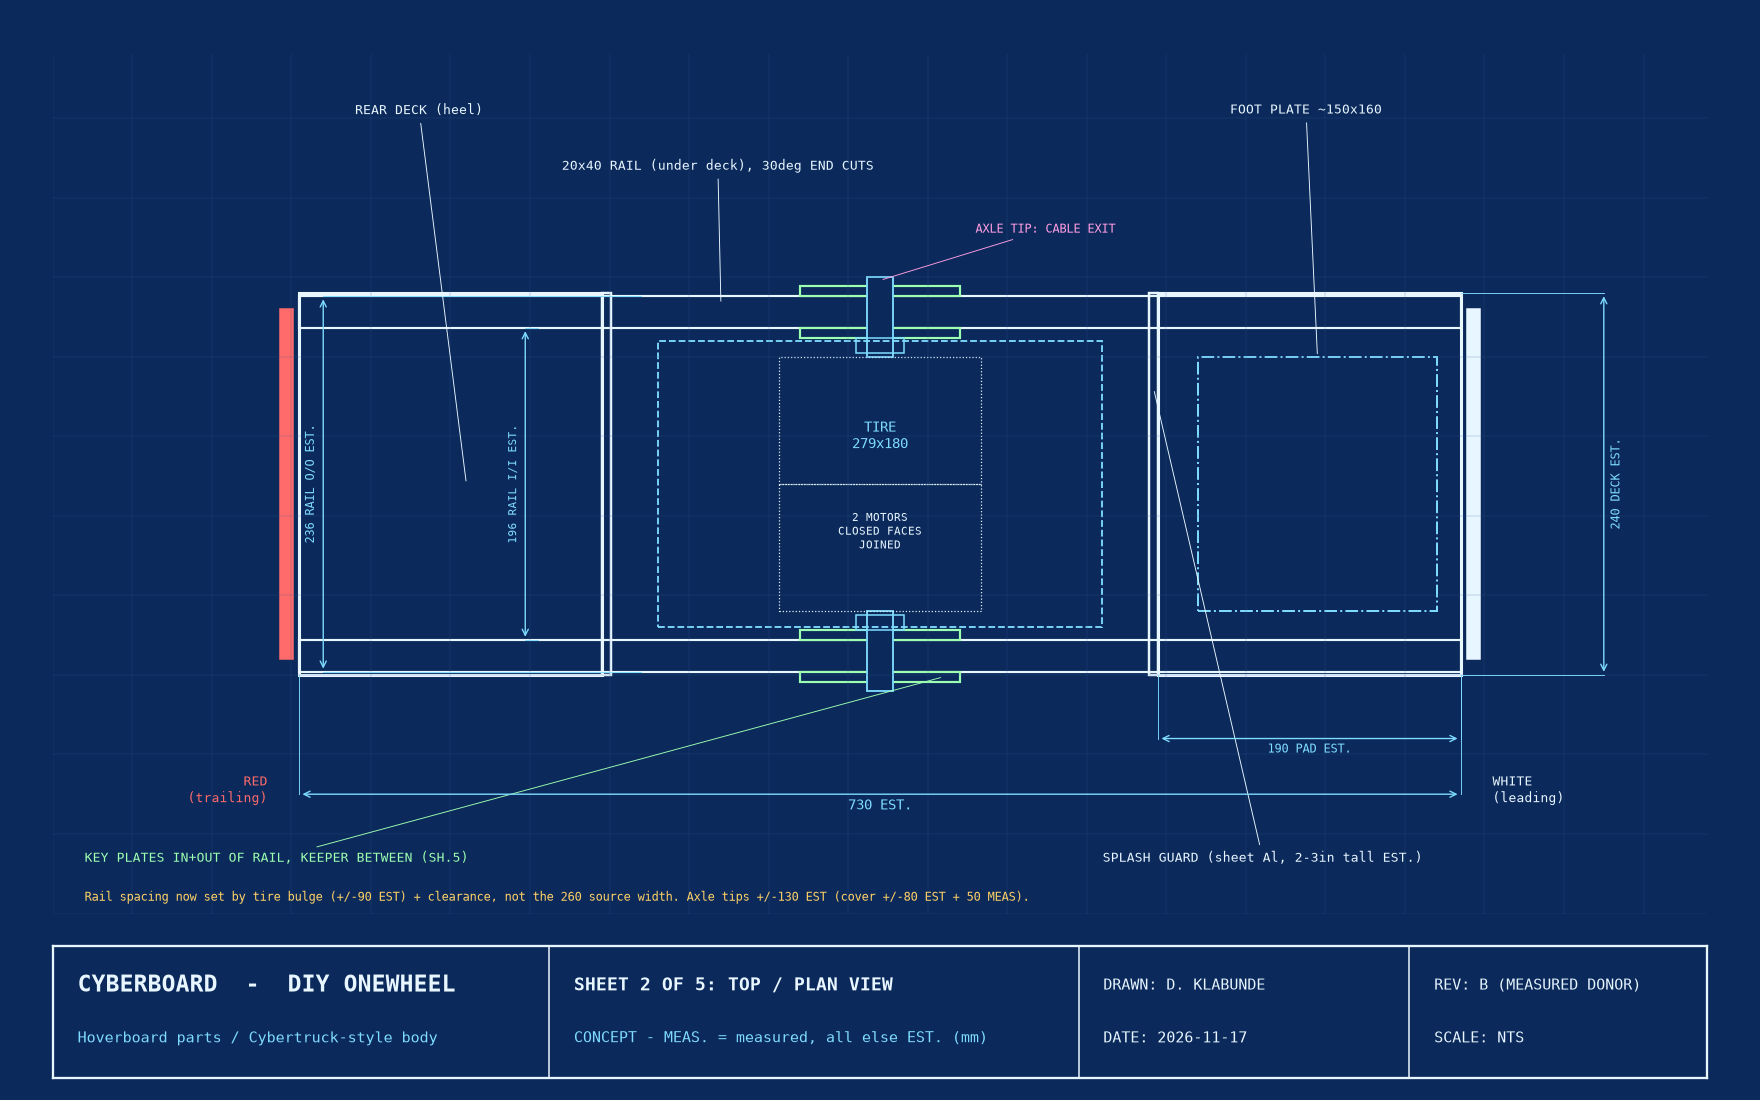 REAR DECK (heel)
FOOT PLATE ~150x160
20x40 RAIL (under deck), 30deg END CUTS
AXLE TIP: CABLE EXIT
236 RAIL O/O EST.
196 RAIL I/I EST.
TIRE
279x180
2 MOTORS
CLOSED FACES
JOINED
240 DECK EST.
190 PAD EST.
RED
(trailing)
730 EST.
WHITE
(leading)
KEY PLATES IN+OUT OF RAIL, KEEPER BETWEEN (SH.5)
SPLASH GUARD (sheet Al, 2-3in tall EST.)
Rail spacing now set by tire bulge (+/-90 EST) + clearance, not the 260 source width. Axle tips +/-130 EST (cover +/-80 EST + 50 MEAS).
CYBERBOARD - DIY ONEWHEEL
Hoverboard parts / Cybertruck-style body
SHEET 2 OF 5: TOP / PLAN VIEW
CONCEPT - MEAS. = measured, all else EST. (mm)
DRAWN: D. KLABUNDE
DATE: 2026-11-17
REV: B (MEASURED DONOR)
SCALE: NTS